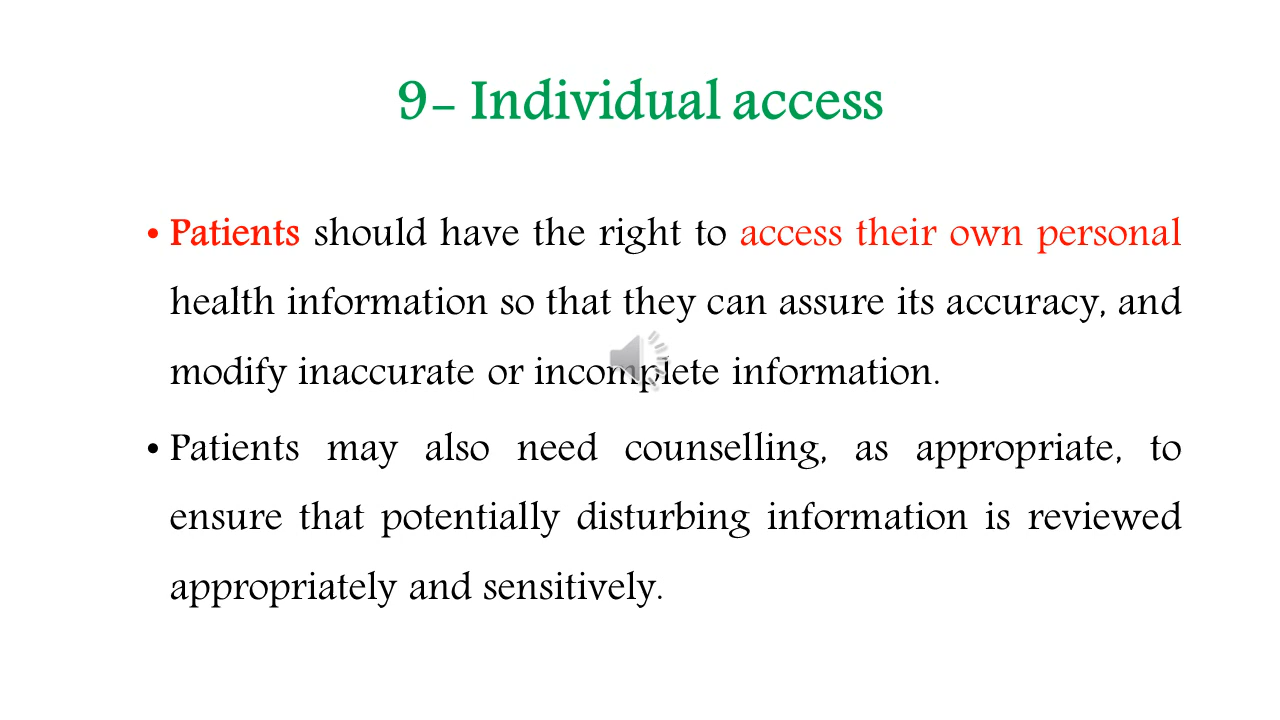 9- Individual access
• Patients should have the right to access their own personal
health information so that they can assure its accuracy, and
modify inaccurate or incomplete information.
• Patients may also need counselling, as appropriate, to
ensure that potentially disturbing information is reviewed
appropriately and sensitively.